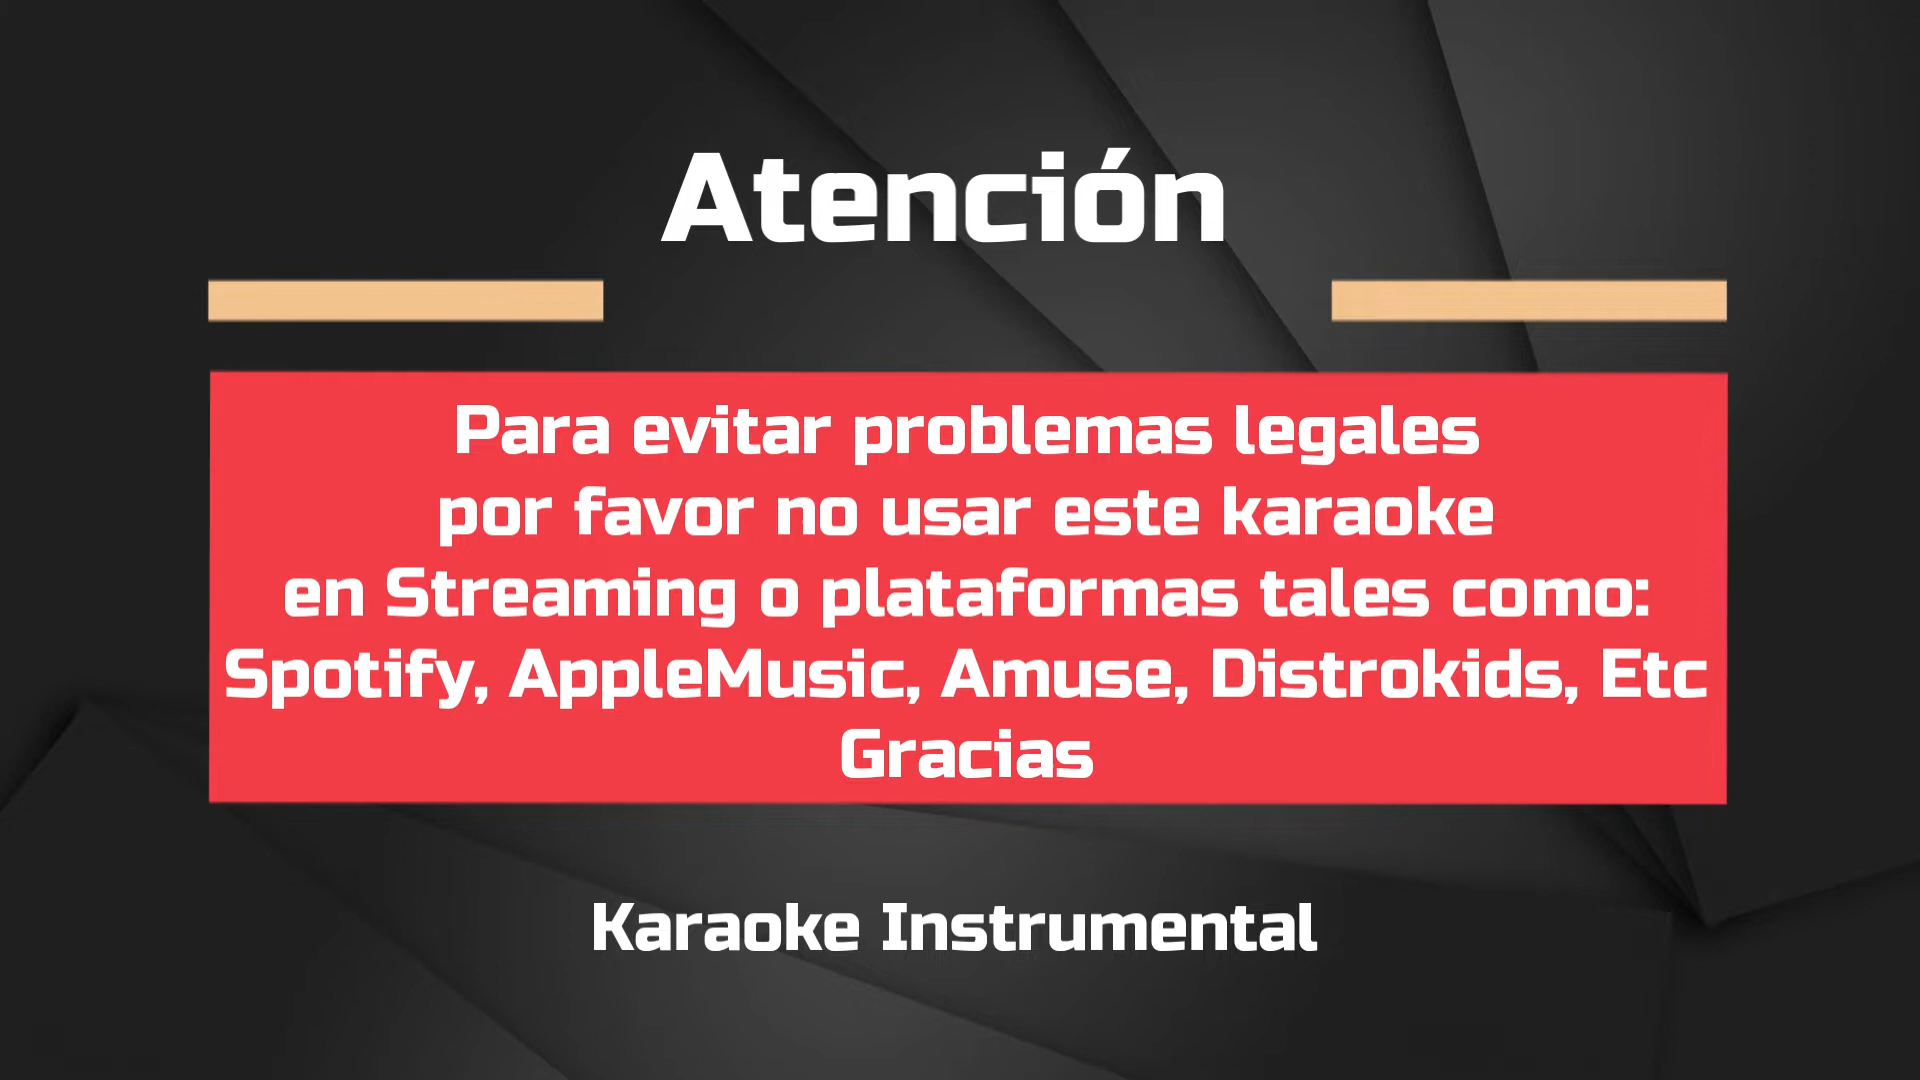 Atención
Para evitar problemas legales
por favor no usar este karaoke
en Streaming o plataformas tales como:
Spotify, AppleMusic, Amuse, Distrokids, Etc
Gracias
Karaoke Instrumental